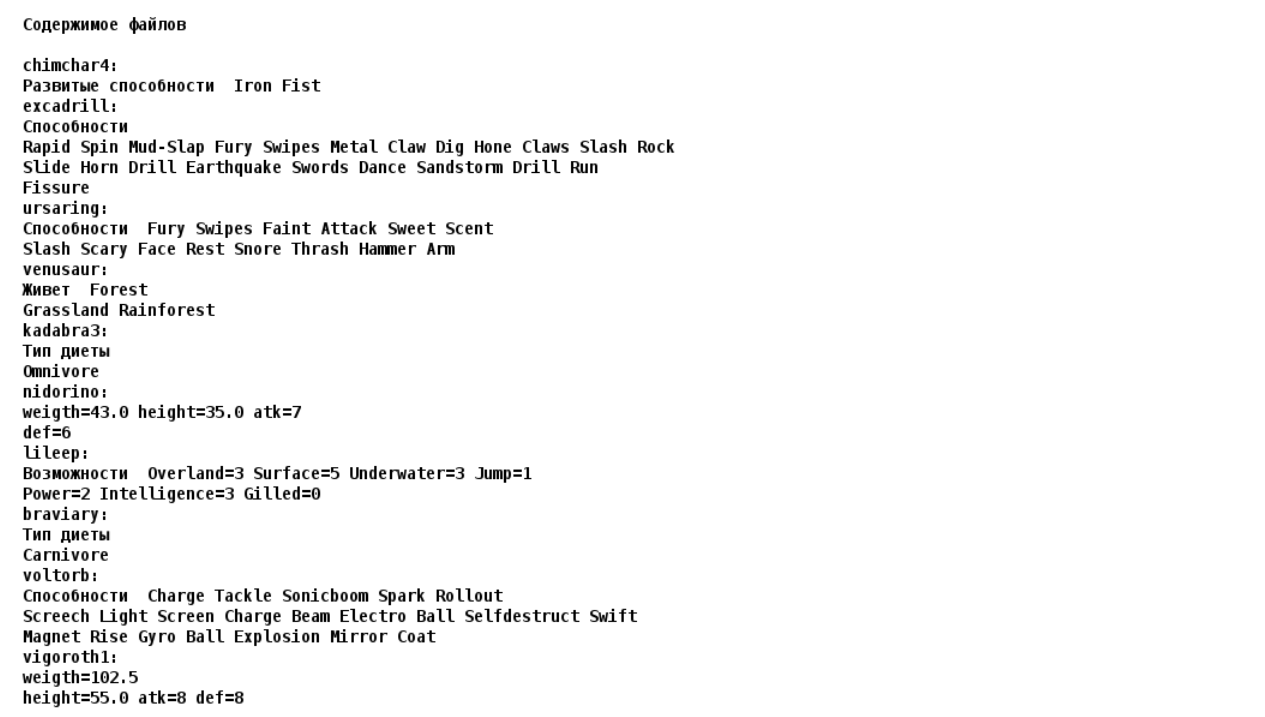 Содержимое файлов
chimchar4:
Развитые способности  Iron Fist
excadrill:
Способности
Rapid Spin Mud-Slap Fury Swipes Metal Claw Dig Hone Claws Slash Rock
Slide Horn Drill Earthquake Swords Dance Sandstorm Drill Run
Fissure
ursaring:
Способности  Fury Swipes Faint Attack Sweet Scent
Slash Scary Face Rest Snore Thrash Hammer Arm
venusaur:
Живет  Forest
Grassland Rainforest
kadabra3:
Тип диеты
Omnivore
nidorino:
weigth=43.0 height=35.0 atk=7
def=6
lileep:
Возможности  Overland=3 Surface=5 Underwater=3 Jump=1
Power=2 Intelligence=3 Gilled=0
braviary:
Тип диеты
Carnivore
voltorb:
Способности  Charge Tackle Sonicboom Spark Rollout
Screech Light Screen Charge Beam Electro Ball Selfdestruct Swift
Magnet Rise Gyro Ball Explosion Mirror Coat
vigoroth1:
weigth=102.5
height=55.0 atk=8 def=8